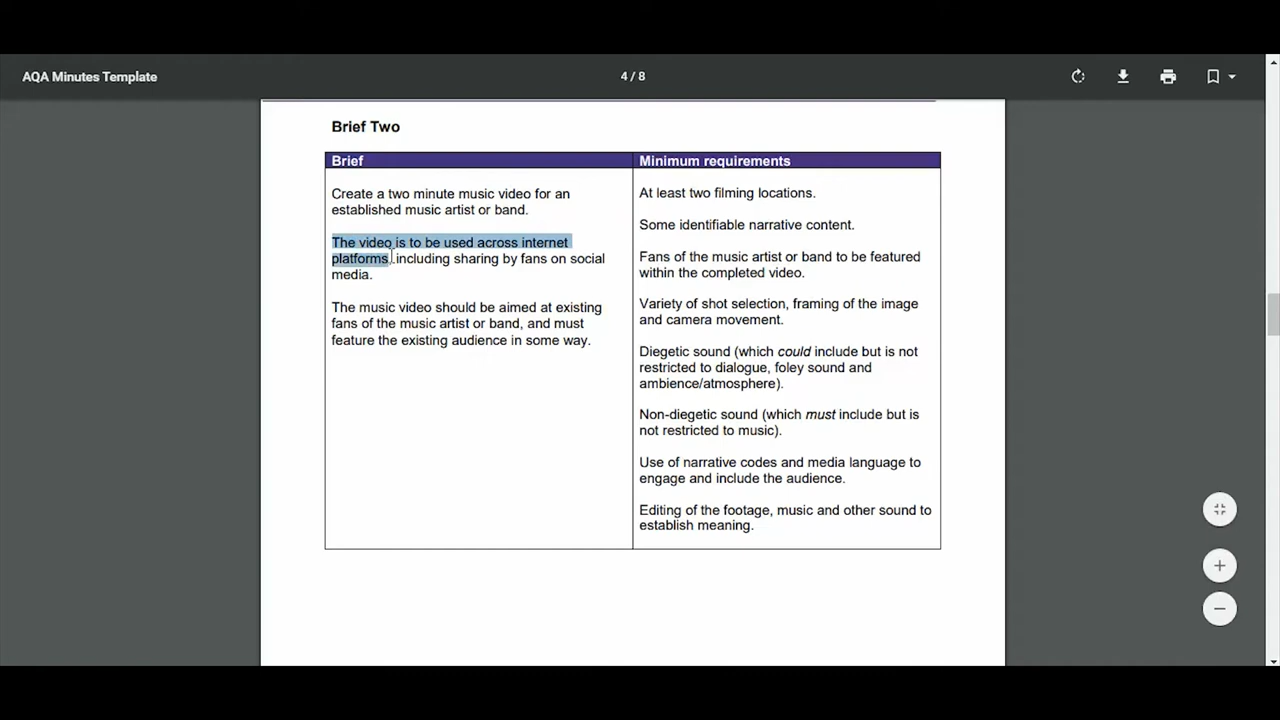 AQA Minutes Template
4 / 8
Brief Two
Brief
Create a two minute music video for an
established music artist or band.
The video is to be used across internet
platforms, including sharing by fans on social
media.
The music video should be aimed at existing
fans of the music artist or band, and must
feature the existing audience in some way.
Minimum requirements
At least two filming locations.
Some identifiable narrative content.
Fans of the music artist or band to be featured
within the completed video.
Variety of shot selection, framing of the image
and camera movement.
Diegetic sound (which could include but is not
restricted to dialogue, foley sound and
ambience/atmosphere).
Non-diegetic sound (which must include but is
not restricted to music).
Use of narrative codes and media language to
engage and include the audience.
Editing of the footage, music and other sound to
establish meaning.